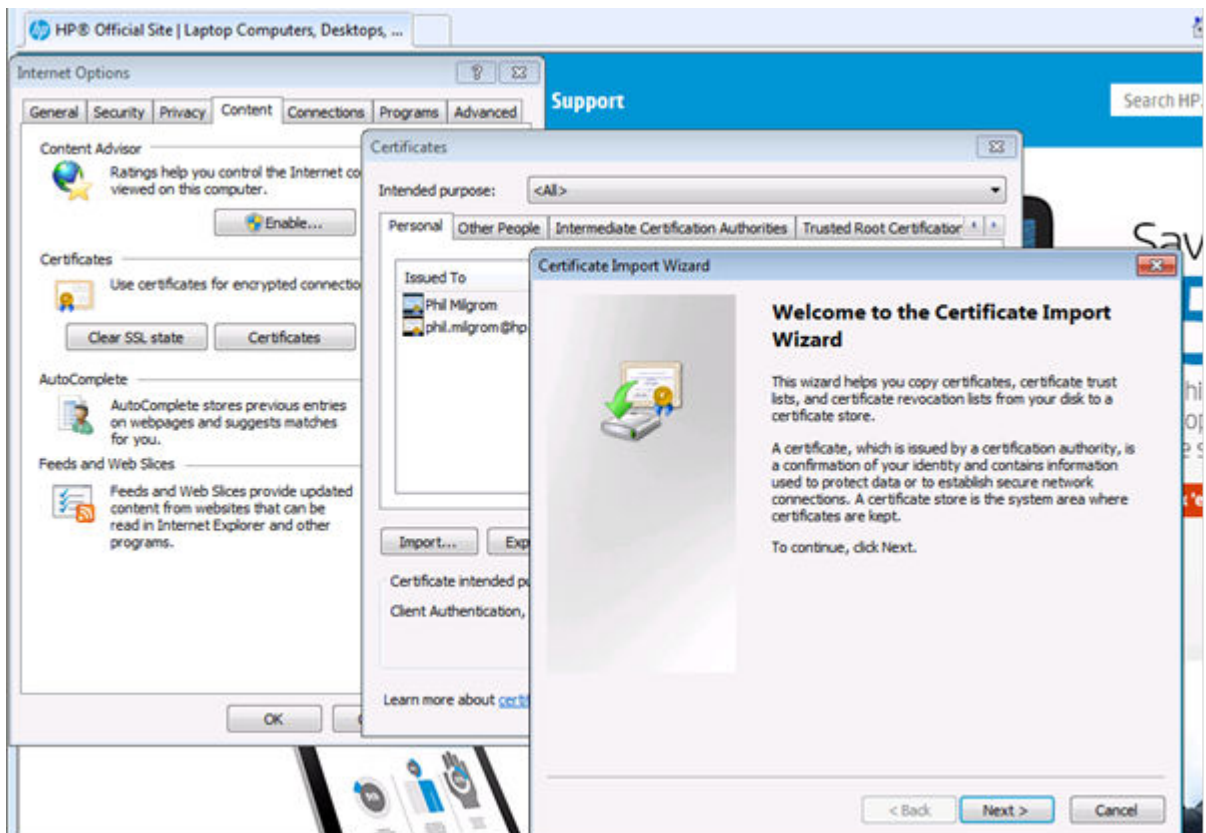 HP® Official Site | Laptop Computers, Desktops, ...
Internet Options
General Security Privacy Content Connections Programs Advanced
Content Advisor
Ratings help you control the Internet co
viewed on this computer.
Enable...
Certificates
Use certificates for encrypted connectio
Clear SSL state Certificates
AutoComplete
AutoComplete stores previous entries
on webpages and suggests matches
for you.
Feeds and Web Slices
Feeds and Web Slices provide updated
content from websites that can be
read in Internet Explorer and other
programs.
OK
Support
Search HP.
Certificates
Intended purpose: <All>
Personal Other People Intermediate Certification Authorities Trusted Root Certification
Issued To
Phil Milgrom
phil.milgrom@hp
Import... Exp
Certificate intended pu
Client Authentication,
Learn more about certif
Sav
Certificate Import Wizard
Welcome to the Certificate Import
Wizard
This wizard helps you copy certificates, certificate trust
lists, and certificate revocation lists from your disk to a
certificate store.
A certificate, which is issued by a certification authority, is
a confirmation of your identity and contains information
used to protect data or to establish secure network
connections. A certificate store is the system area where
certificates are kept.
To continue, click Next.
< Back Next > Cancel